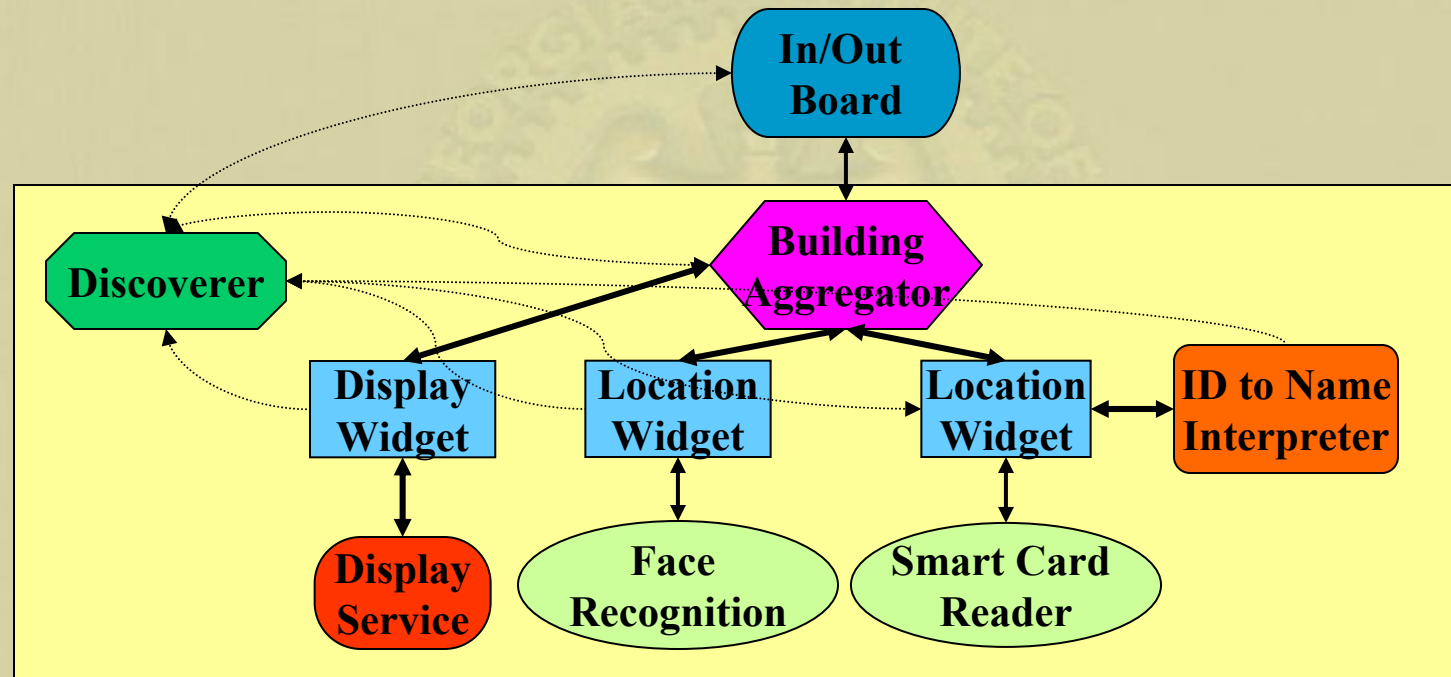 In/Out
Board
Building
Aggregator
Discoverer
Display
Widget
Location
Widget
Location
Widget
ID to Name
Interpreter
Display
Service
Face
Recognition
Smart Card
Reader